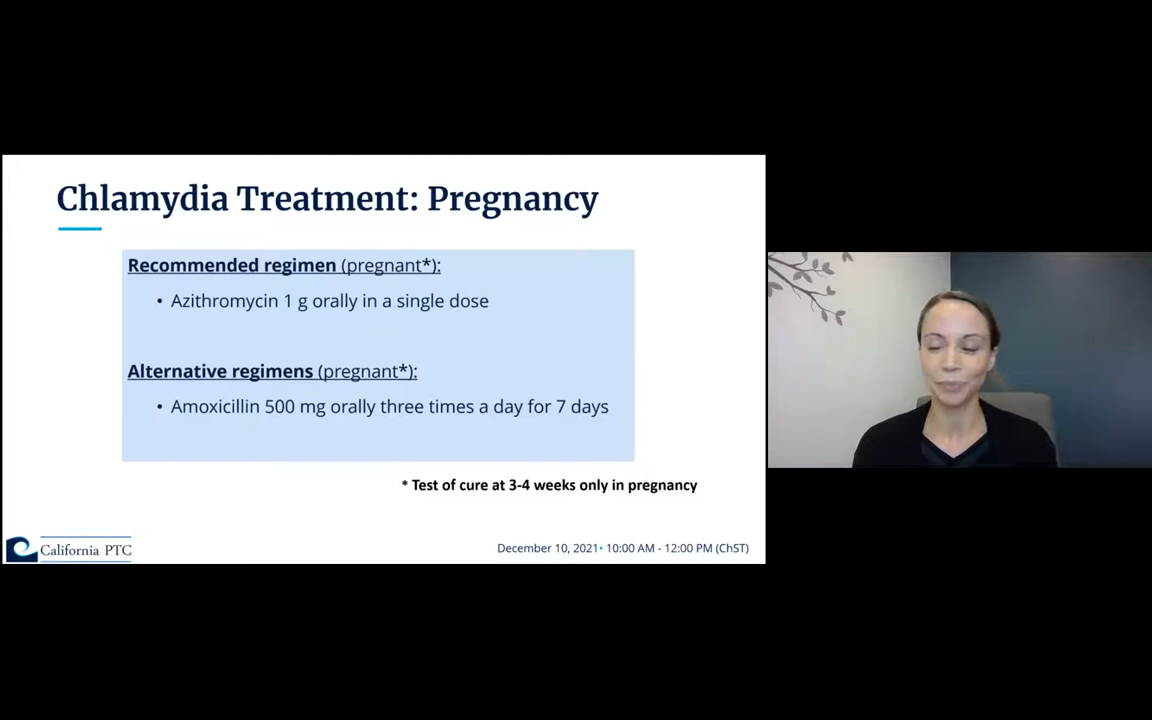 Chlamydia Treatment: Pregnancy
Recommended regimen (pregnant*):
• Azithromycin 1 g orally in a single dose
Alternative regimens (pregnant*):
• Amoxicillin 500 mg orally three times a day for 7 days
* Test of cure at 3-4 weeks only in pregnancy
California PTC
December 10, 2021• 10:00 AM - 12:00 PM (ChST)